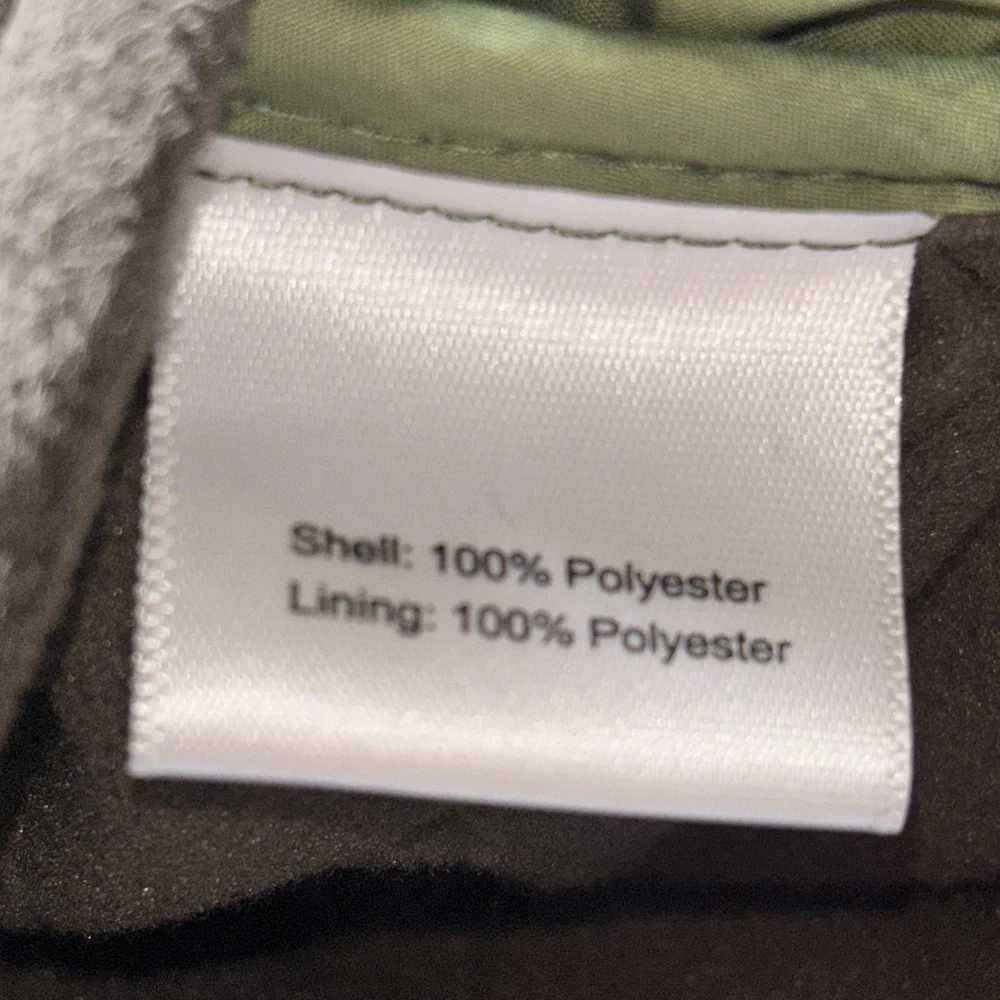 Shell: 100% Polyester
Lining: 100% Polyester